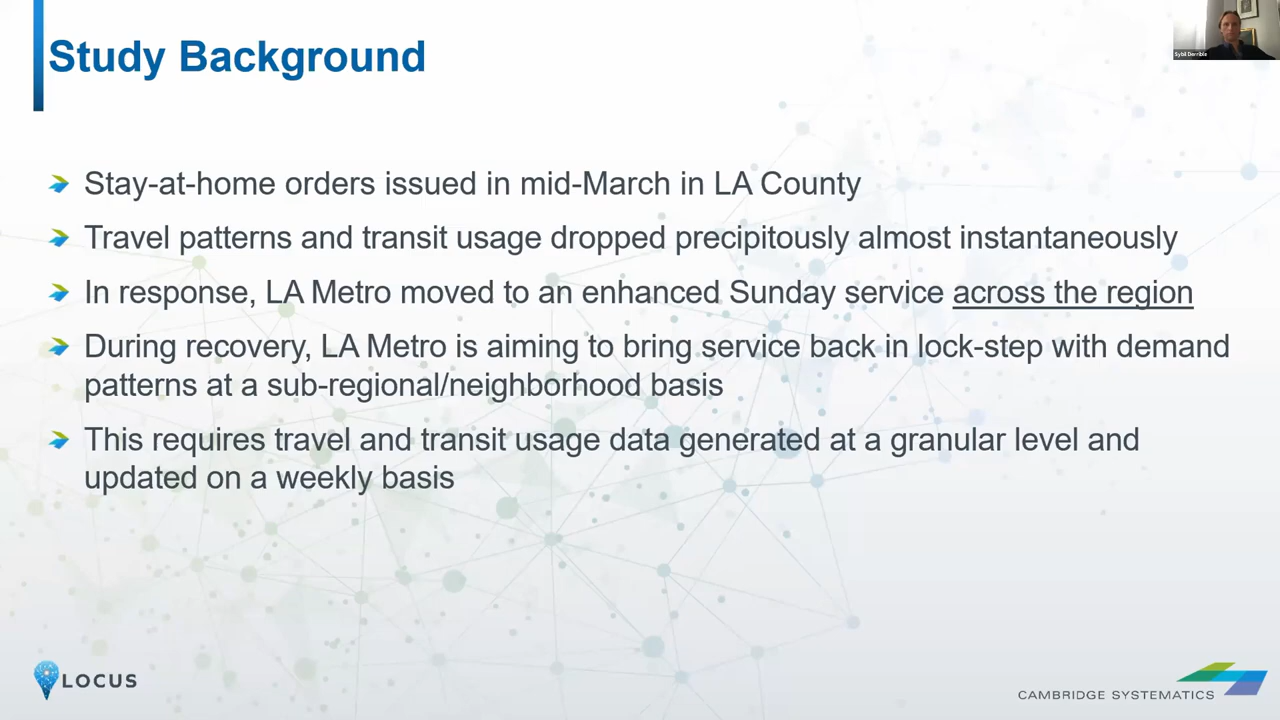 Study Background
Sybil Derrible
Stay-at-home orders issued in mid-March in LA County
Travel patterns and transit usage dropped precipitously almost instantaneously
In response, LA Metro moved to an enhanced Sunday service across the region
During recovery, LA Metro is aiming to bring service back in lock-step with demand
patterns at a sub-regional/neighborhood basis
This requires travel and transit usage data generated at a granular level and
updated on a weekly basis
LOCUS
CAMBRIDGE SYSTEMATICS